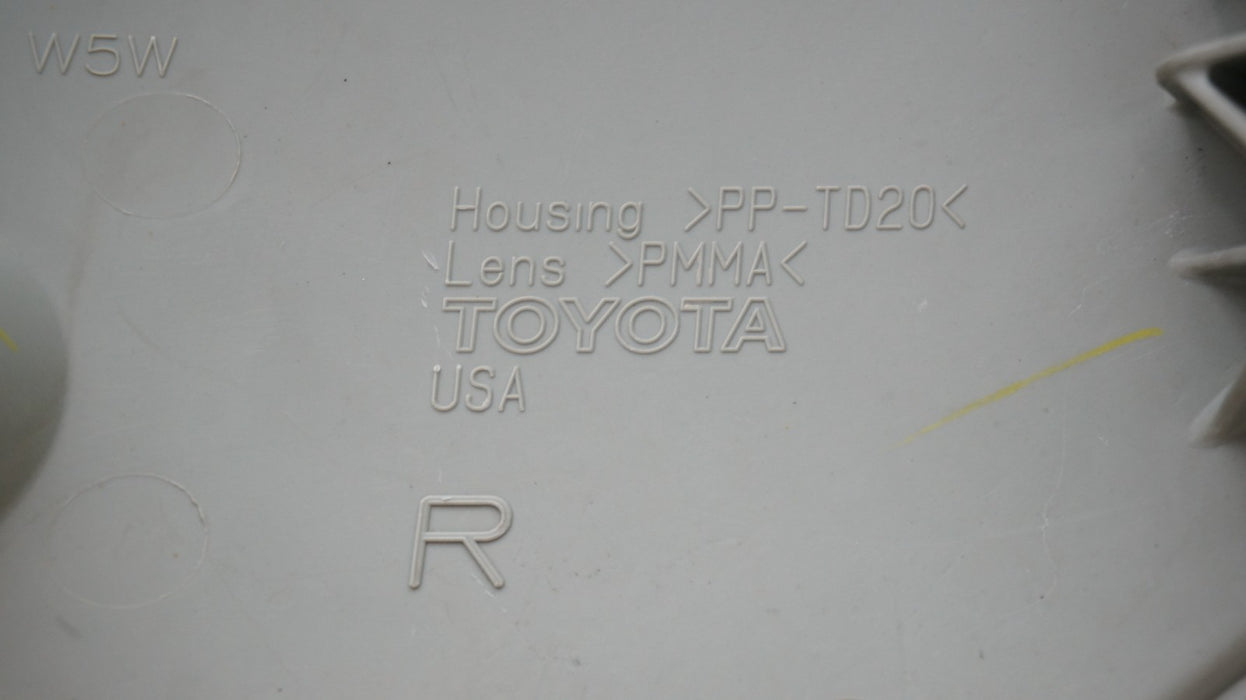 W5W
Housing >PP-TD20<
Lens >PMMA<
TOYOTA
USA
R